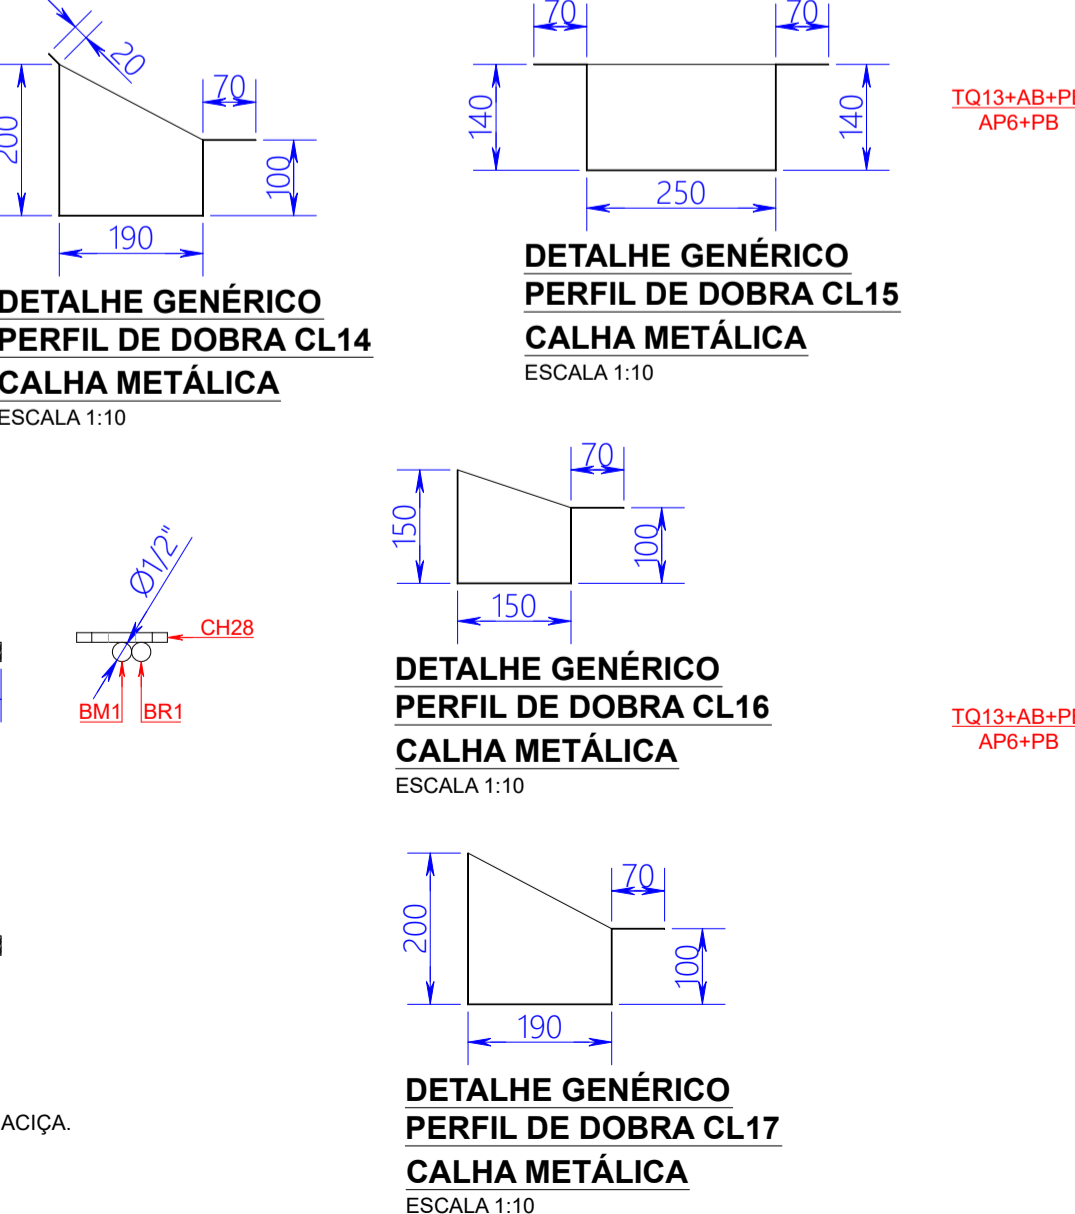 20
70
200
100
190
DETALHE GENÉRICO
PERFIL DE DOBRA CL14
CALHA METÁLICA
ESCALA 1:10
70
70
140
140
250
DETALHE GENÉRICO
PERFIL DE DOBRA CL15
CALHA METÁLICA
ESCALA 1:10
TQ13+AB+PI
AP6+PB
Ø1/2"
CH28
BM1
BR1
70
150
100
150
DETALHE GENÉRICO
PERFIL DE DOBRA CL16
CALHA METÁLICA
ESCALA 1:10
TQ13+AB+PI
AP6+PB
70
200
100
190
DETALHE GENÉRICO
PERFIL DE DOBRA CL17
CALHA METÁLICA
ESCALA 1:10
ACIÇA.